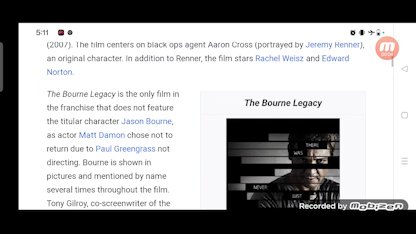 5:11
(2007). The film centers on black ops agent Aaron Cross (portrayed by Jeremy Renner),
an original character. In addition to Renner, the film stars Rachel Weisz and Edward
Norton.
The Bourne Legacy is the only film in
the franchise that does not feature
the titular character Jason Bourne,
as actor Matt Damon chose not to
return due to Paul Greengrass not
directing. Bourne is shown in
pictures and mentioned by name
several times throughout the film.
Tony Gilroy, co-screenwriter of the
The Bourne Legacy
THERE
WAS
NEVER
JUST
Recorded by Mobizen